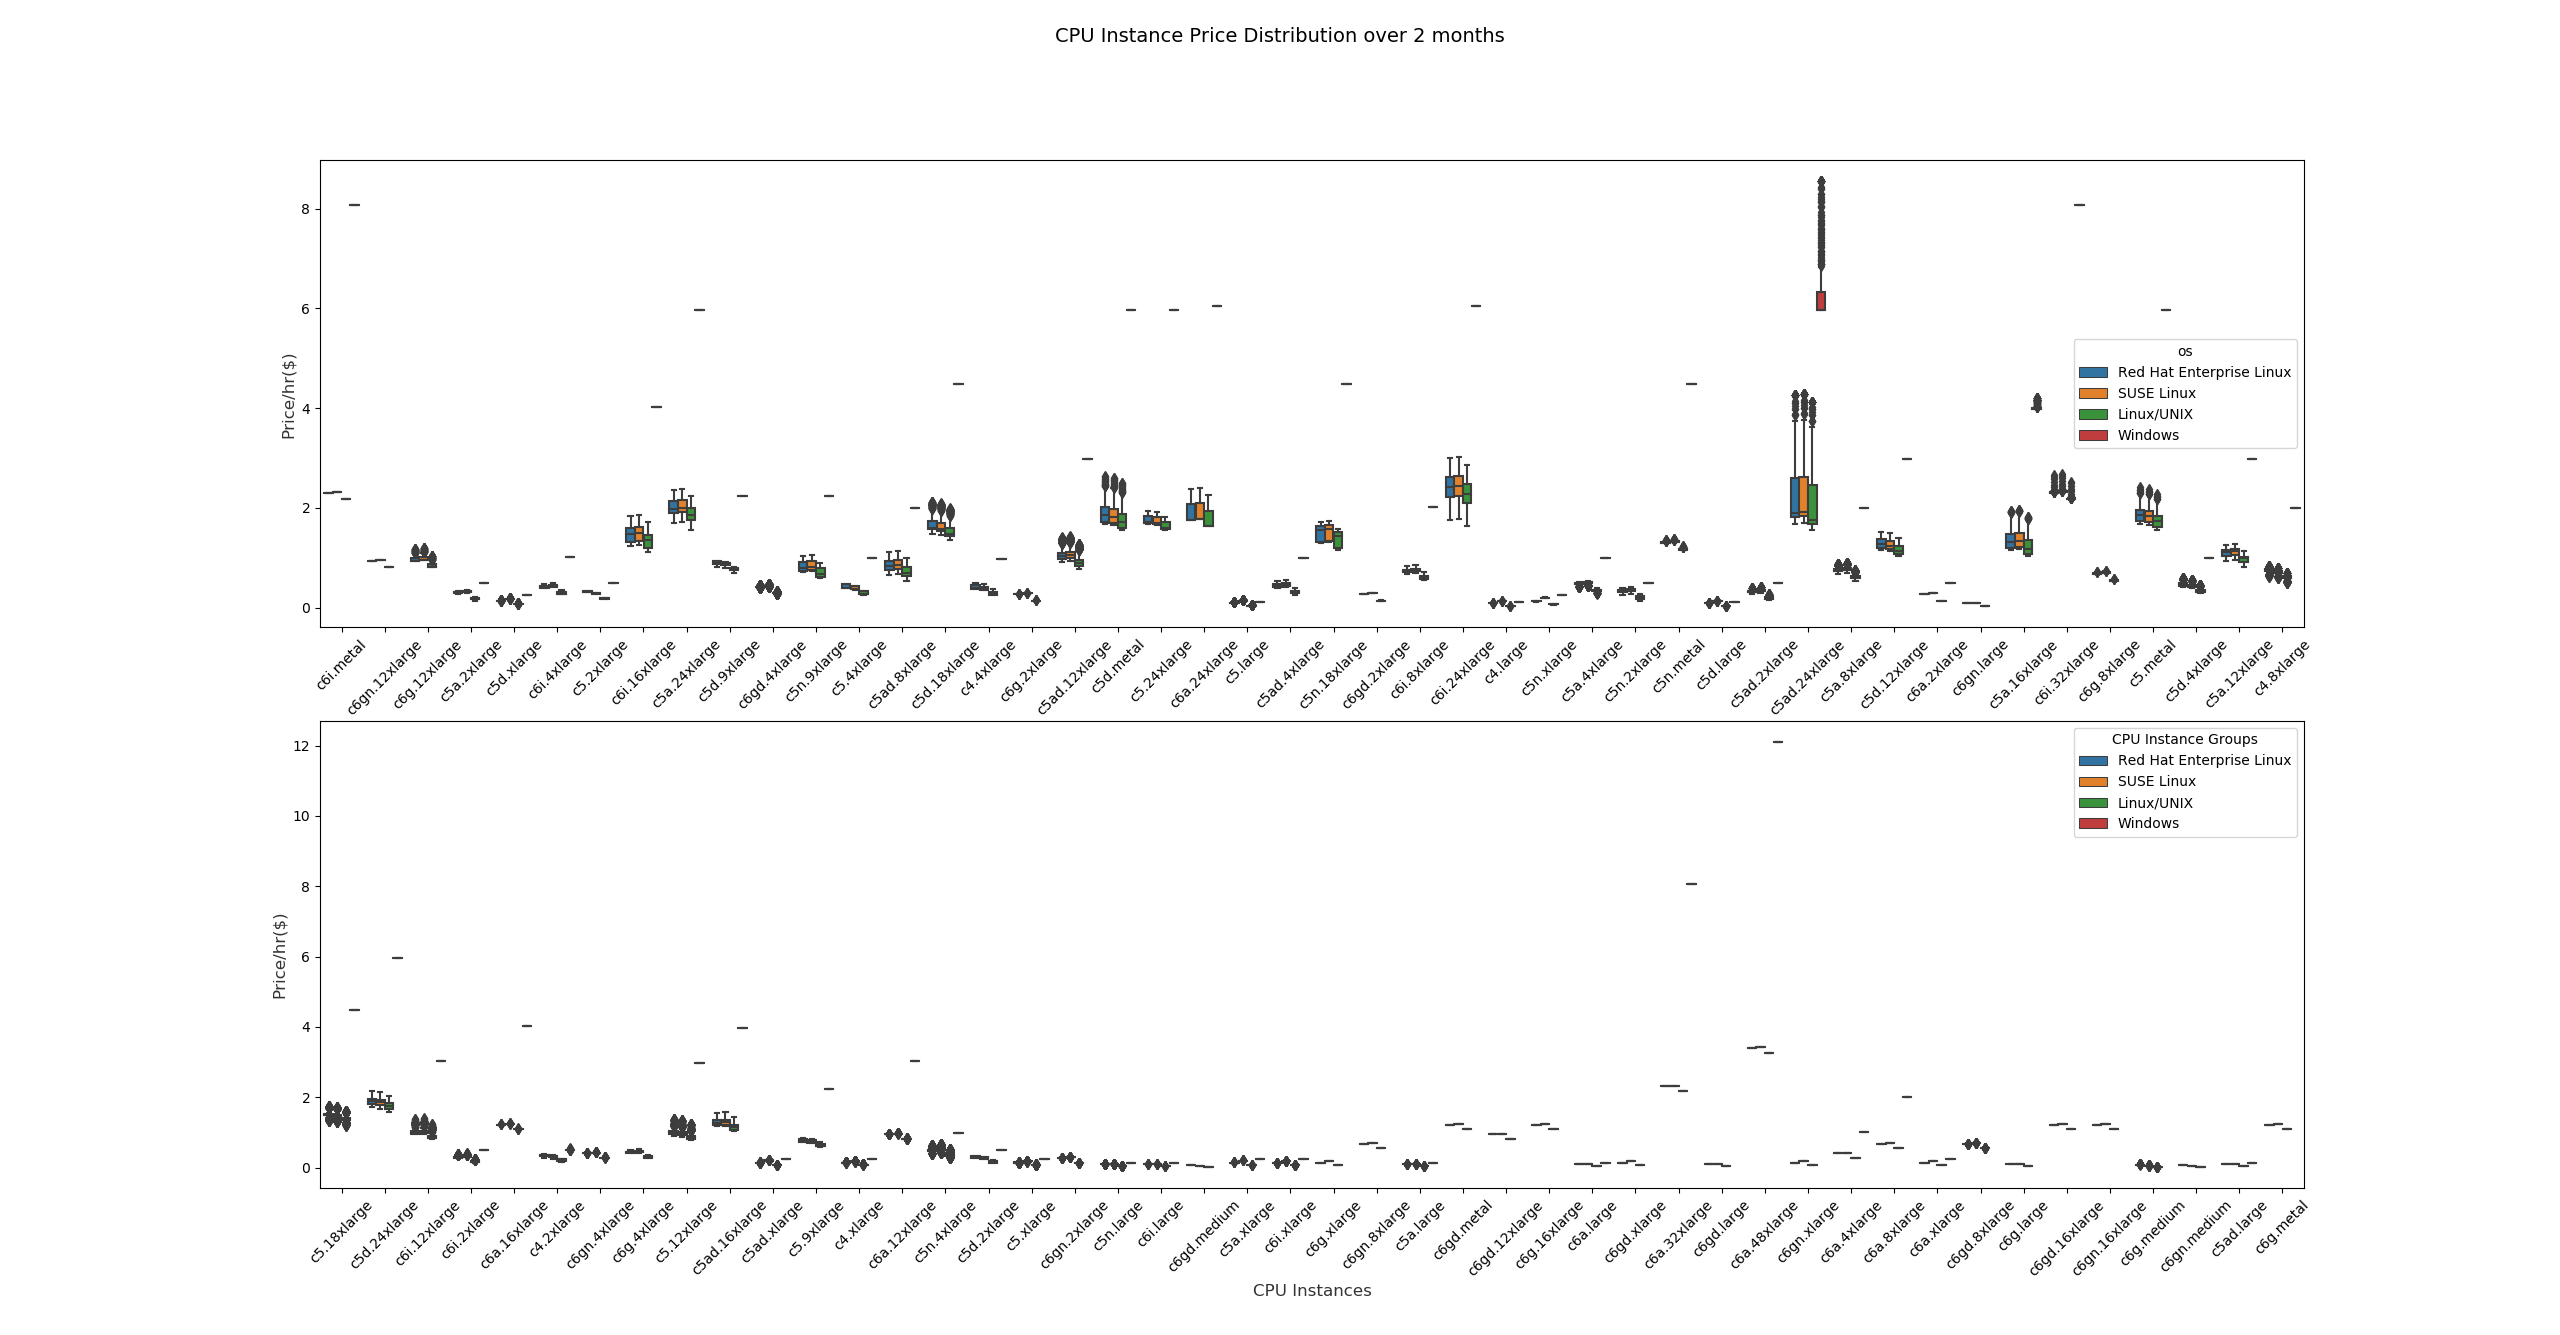 CPU Instance Price Distribution over 2 months
Price/hr($)
8
6
4
2
0
os
Red Hat Enterprise Linux
SUSE Linux
Linux/UNIX
Windows
c6i.metal
c6gn.12xlarge
c6g.12xlarge
c5a.2xlarge
c5d.xlarge
c6i.4xlarge
c5.2xlarge
c6i.16xlarge
c5a.24xlarge
c5d.9xlarge
c6gd.4xlarge
c5n.9xlarge
c5.4xlarge
c5ad.8xlarge
c5d.18xlarge
c4.4xlarge
c6g.2xlarge
c5ad.12xlarge
c5d.metal
c5.24xlarge
c6a.24xlarge
c5.large
c5ad.4xlarge
c5n.18xlarge
c6gd.2xlarge
c6i.8xlarge
c6i.24xlarge
c4.large
c5n.xlarge
c5a.4xlarge
c5n.2xlarge
c5n.metal
c5d.large
c5ad.2xlarge
c5ad.24xlarge
c5a.8xlarge
c5d.12xlarge
c6a.2xlarge
c6gn.large
c5a.16xlarge
c6i.32xlarge
c6g.8xlarge
c5.metal
c5d.4xlarge
c5a.12xlarge
c4.8xlarge
Price/hr($)
12
10
8
6
4
2
0
CPU Instance Groups
Red Hat Enterprise Linux
SUSE Linux
Linux/UNIX
Windows
c5.18xlarge
c5d.24xlarge
c6i.12xlarge
c6i.2xlarge
c6a.16xlarge
c4.2xlarge
c6gn.4xlarge
c6g.4xlarge
c5.12xlarge
c5ad.16xlarge
c5ad.xlarge
c5.9xlarge
c4.xlarge
c6a.12xlarge
c5n.4xlarge
c5d.2xlarge
c5.xlarge
c6gn.2xlarge
c5n.large
c6i.large
c6gd.medium
c5a.xlarge
c6i.xlarge
c6g.xlarge
c6gn.8xlarge
c5a.large
c6gd.metal
c6gd.12xlarge
c6g.16xlarge
c6a.large
c6gd.xlarge
c6a.32xlarge
c6gd.large
c6a.48xlarge
c6gn.xlarge
c6a.4xlarge
c6a.8xlarge
c6a.xlarge
c6gd.8xlarge
c6g.large
c6gd.16xlarge
c6gn.16xlarge
c6g.medium
c6gn.medium
c5ad.large
c6g.metal
CPU Instances